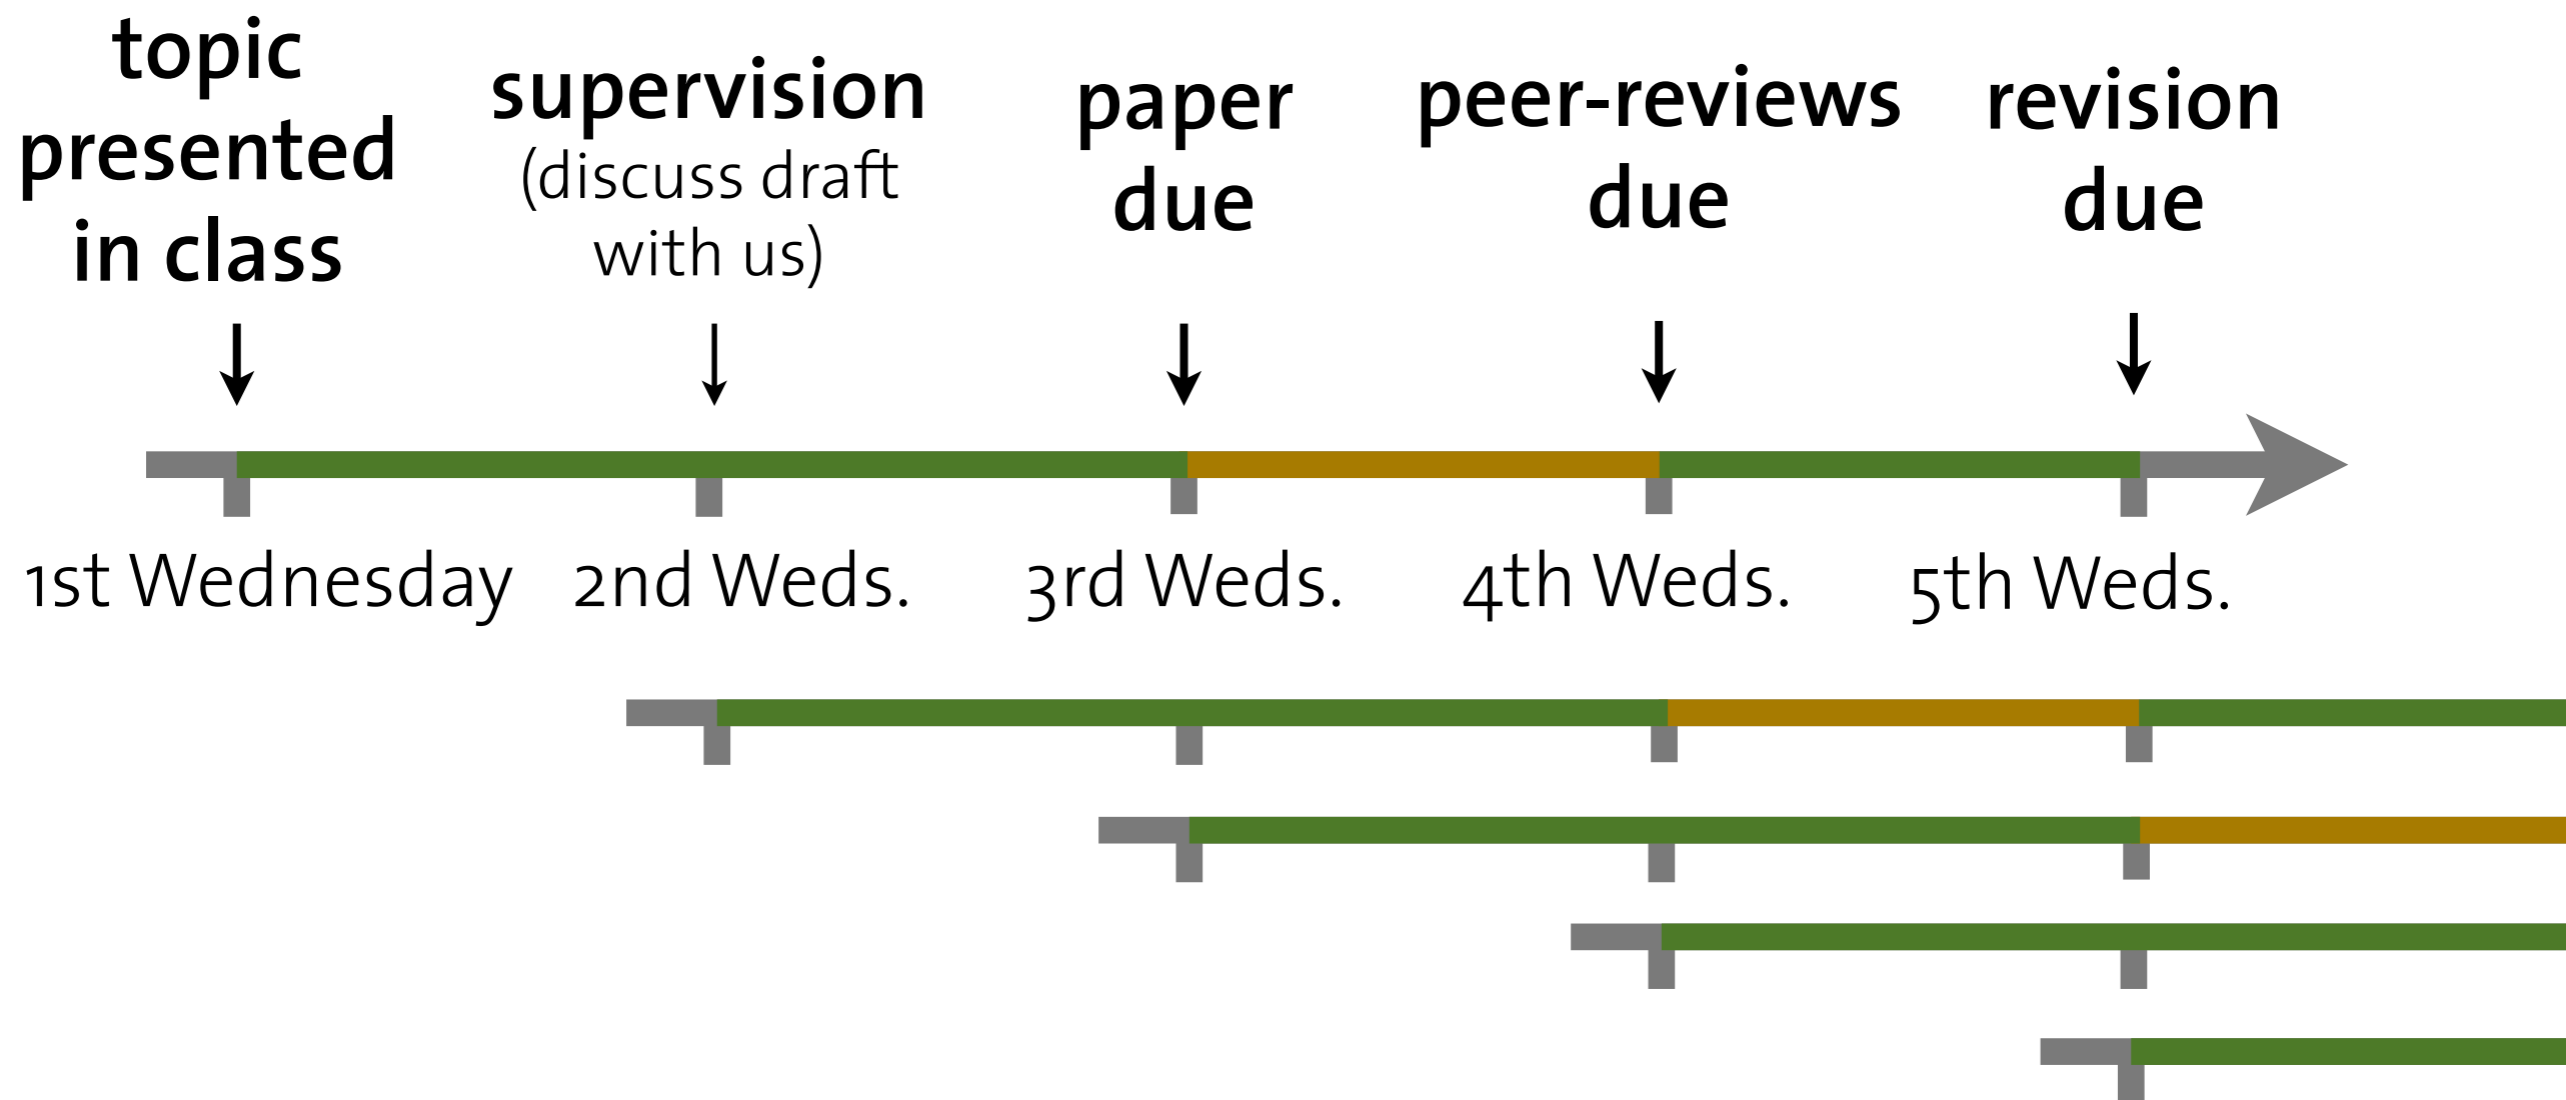 topic
presented
in class
supervision
(discuss draft
with us)
paper
due
peer-reviews
due
revision
due
1st Wednesday
2nd Weds.
3rd Weds.
4th Weds.
5th Weds.